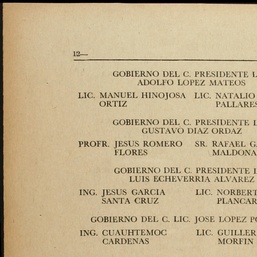 12—
GOBIERNO DEL C. PRESIDENTE L
ADOLFO LOPEZ MATEOS
LIC. MANUEL HINOJOSA LIC. NATALIO
ORTIZ PALLARES
GOBIERNO DEL C. PRESIDENTE
GUSTAVO DIAZ ORDAZ
PROFR. JESUS ROMERO SR. RAFAEL G
FLORES MALDONA
GOBIERNO DEL C. PRESIDENTE
LUIS ECHEVERRIA ALVAREZ
ING. JESUS GARCIA LIC. NORBERT
SANTA CRUZ PLANCAR
GOBIERNO DEL C. LIC. JOSE LOPEZ PO
ING. CUAUHTEMOC LIC. GUILLER
CARDENAS MORFIN